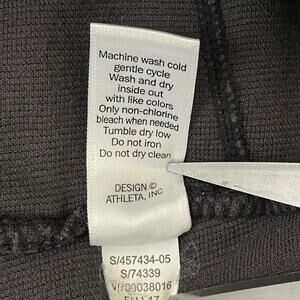 Machine wash cold
gentle cycle
Wash and dry
inside out
with like colors
Only non-chlorine
bleach when needed
Tumble dry low
Do not iron
Do not dry clean
DESIGN ©
ATHLETA, INC
S/457434-05
S/74339